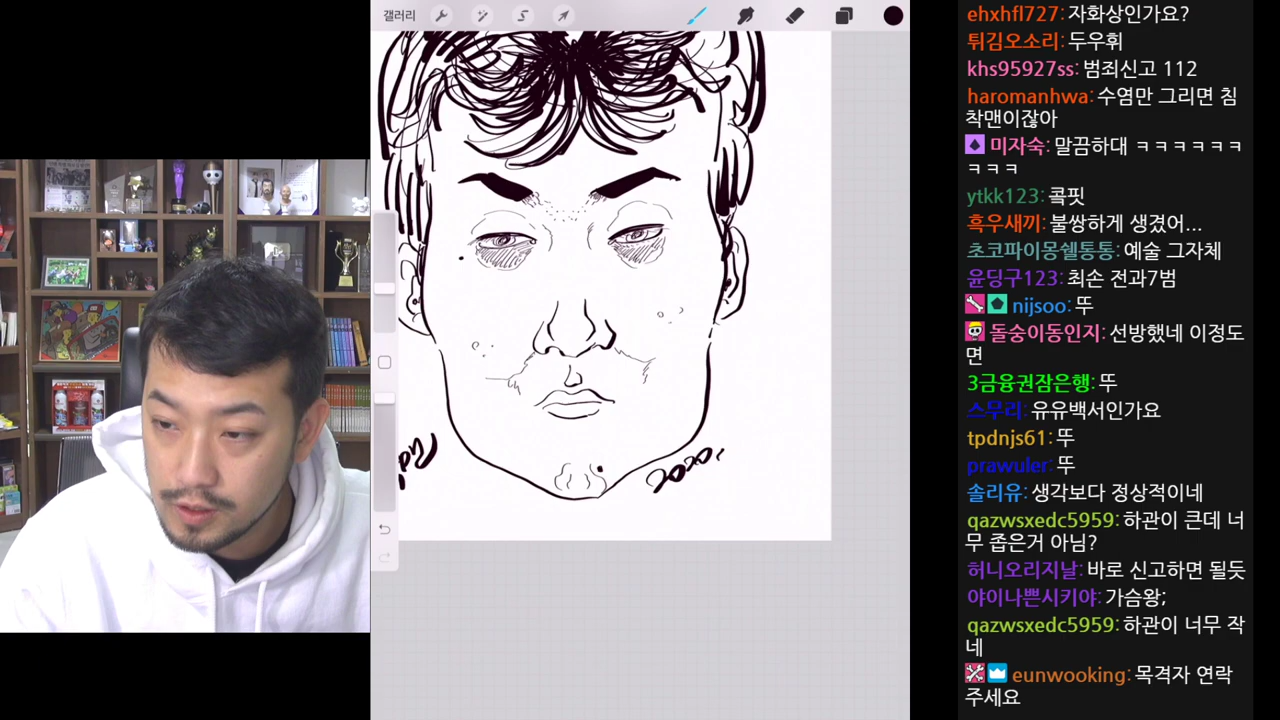 갤러리
ehxhfl727: 자화상인가요?
튀김오소리: 두우휘
khs95927ss: 범죄신고 112
haromanhwa: 수염만 그리면 침
착맨이잖아
미자숙: 말끔하대 ㅋㅋㅋㅋㅋㅋ
ㅋㅋㅋ
ytkk123: 콬핏
흑우새끼: 불쌍하게 생겼어...
초코파이몽쉘통통: 예술 그자체
윤딩구123: 최손 전과7범
nijsoo: 뚜
돌숭이동인지: 선방했네 이정도
면
3금융권잠은행: 뚜
스무리: 유유백서인가요
tpdnjs61: 뚜
prawuler: 뚜
솔리유: 생각보다 정상적이네
qazwsxedc5959: 하관이 큰데 너
무 좁은거 아님?
허니오리지날: 바로 신고하면 될듯
야이나쁜시키야: 가슴왕;
qazwsxedc5959: 하관이 너무 작
네
eunwooking: 목격자 연락
주세요